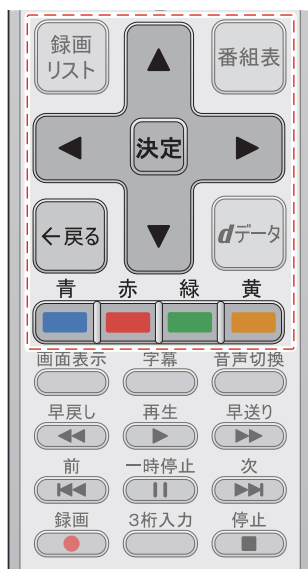 録画
リスト
番組表
決定
←戻る
dデータ
青 赤 緑 黄
画面表示 字幕 音声切換
早戻し 再生 早送り
前 一時停止 次
録画 3桁入力 停止